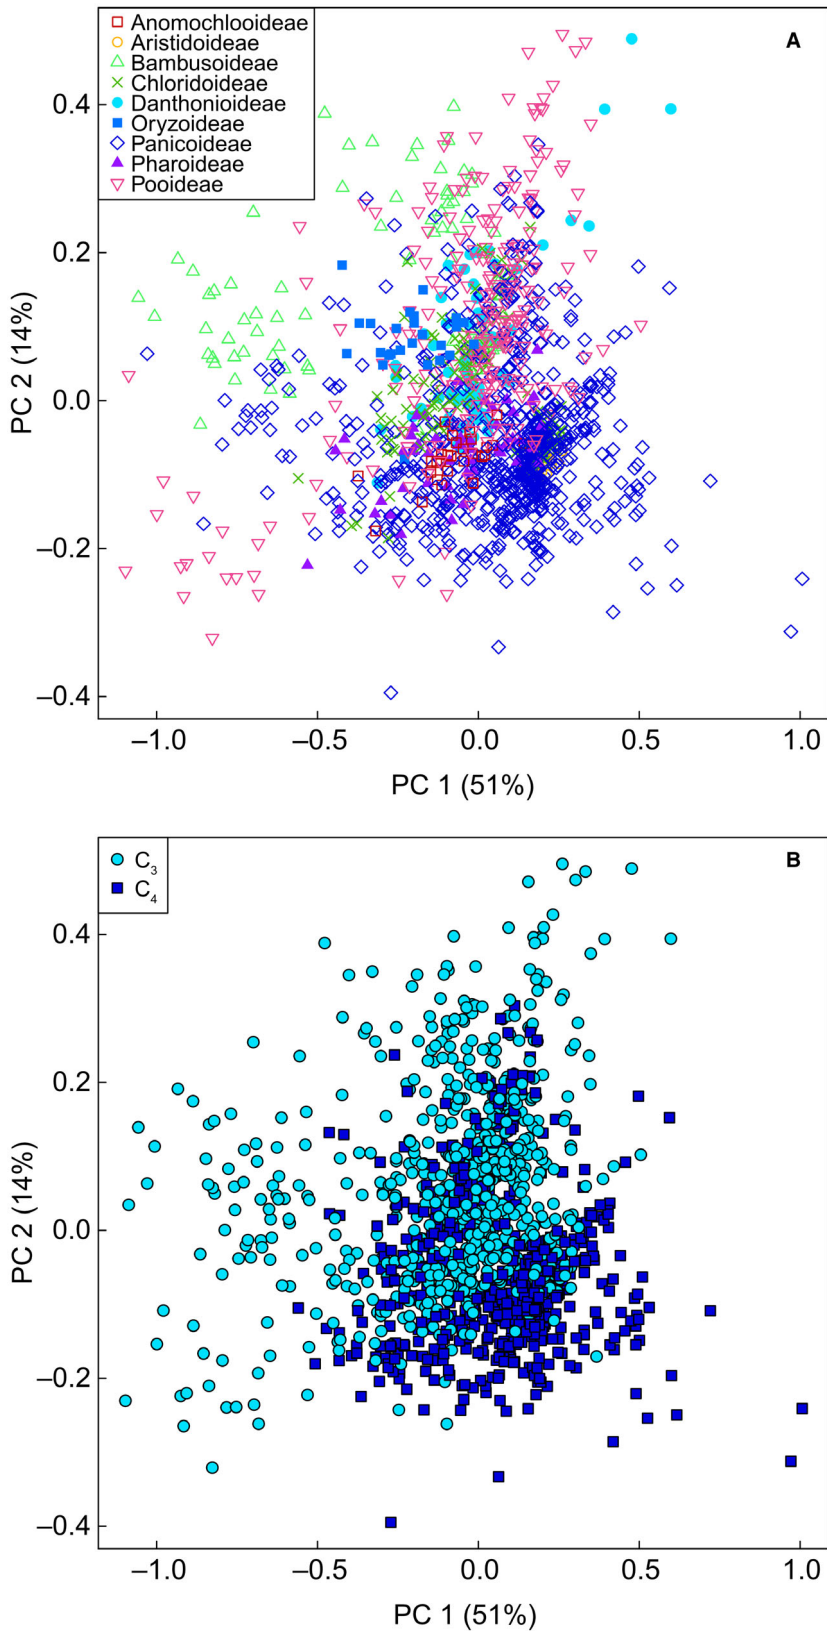 A
Anomochlooideae
Aristidoideae
Bambusoideae
Chloridoideae
Danthonioideae
Oryzoideae
Panicoideae
Pharoideae
Pooideae
0.4
0.2
0.0
–0.2
–0.4
PC 2 (14%)
–1.0 –0.5 0.0 0.5 1.0
PC 1 (51%)
B
C3
C4
0.4
0.2
0.0
–0.2
–0.4
PC 2 (14%)
–1.0 –0.5 0.0 0.5 1.0
PC 1 (51%)